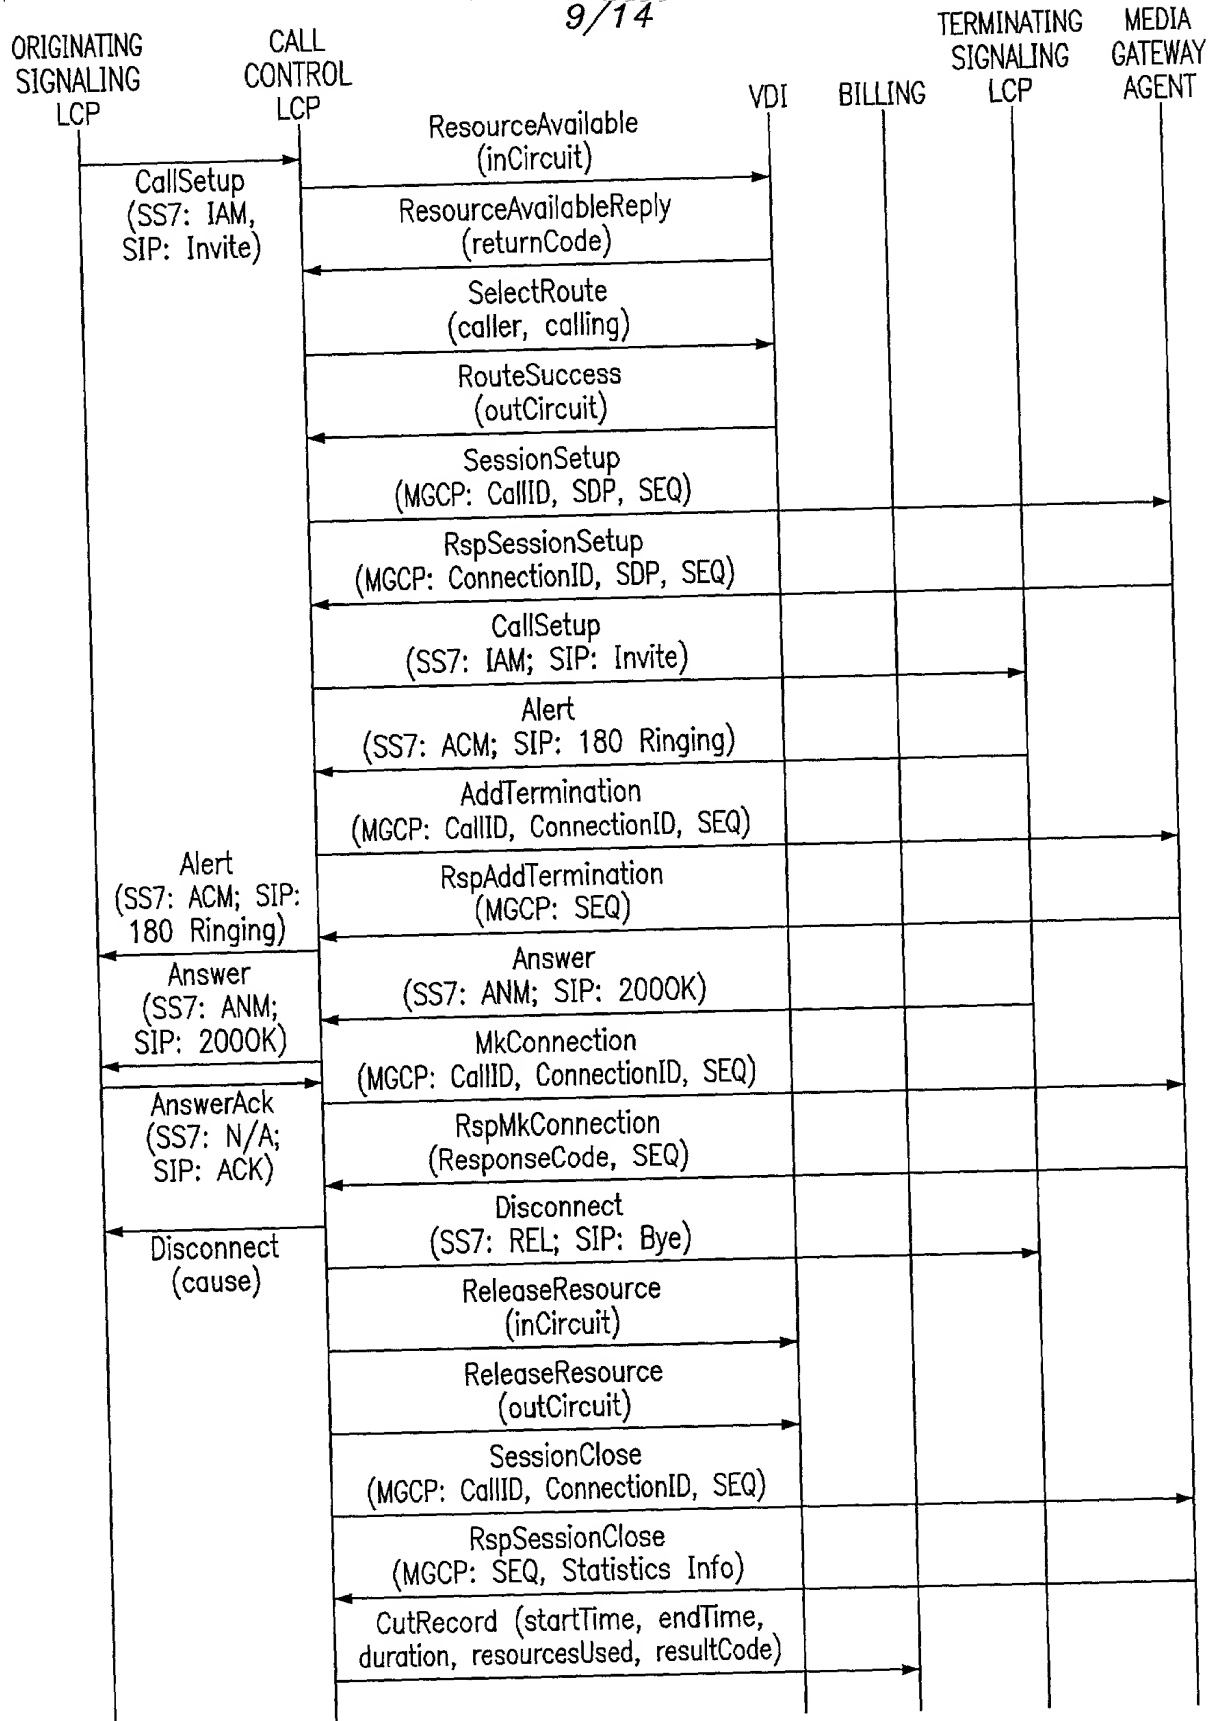 9/14
ORIGINATING
SIGNALING
LCP
CALL
CONTROL
LCP
VDI
BILLING
TERMINATING
SIGNALING
LCP
MEDIA
GATEWAY
AGENT
CallSetup
(SS7: IAM,
SIP: Invite)
ResourceAvailable
(inCircuit)
ResourceAvailableReply
(returnCode)
SelectRoute
(caller, calling)
RouteSuccess
(outCircuit)
SessionSetup
(MGCP: CallID, SDP, SEQ)
RspSessionSetup
(MGCP: ConnectionID, SDP, SEQ)
CallSetup
(SS7: IAM; SIP: Invite)
Alert
(SS7: ACM; SIP: 180 Ringing)
AddTermination
(MGCP: CallID, ConnectionID, SEQ)
RspAddTermination
(MGCP: SEQ)
Alert
(SS7: ACM; SIP:
180 Ringing)
Answer
(SS7: ANM; SIP: 200OK)
Answer
(SS7: ANM;
SIP: 200OK)
MkConnection
(MGCP: CallID, ConnectionID, SEQ)
AnswerAck
(SS7: N/A;
SIP: ACK)
RspMkConnection
(ResponseCode, SEQ)
Disconnect
(SS7: REL; SIP: Bye)
Disconnect
(cause)
ReleaseResource
(inCircuit)
ReleaseResource
(outCircuit)
SessionClose
(MGCP: CallID, ConnectionID, SEQ)
RspSessionClose
(MGCP: SEQ, Statistics Info)
CutRecord (startTime, endTime,
duration, resourcesUsed, resultCode)